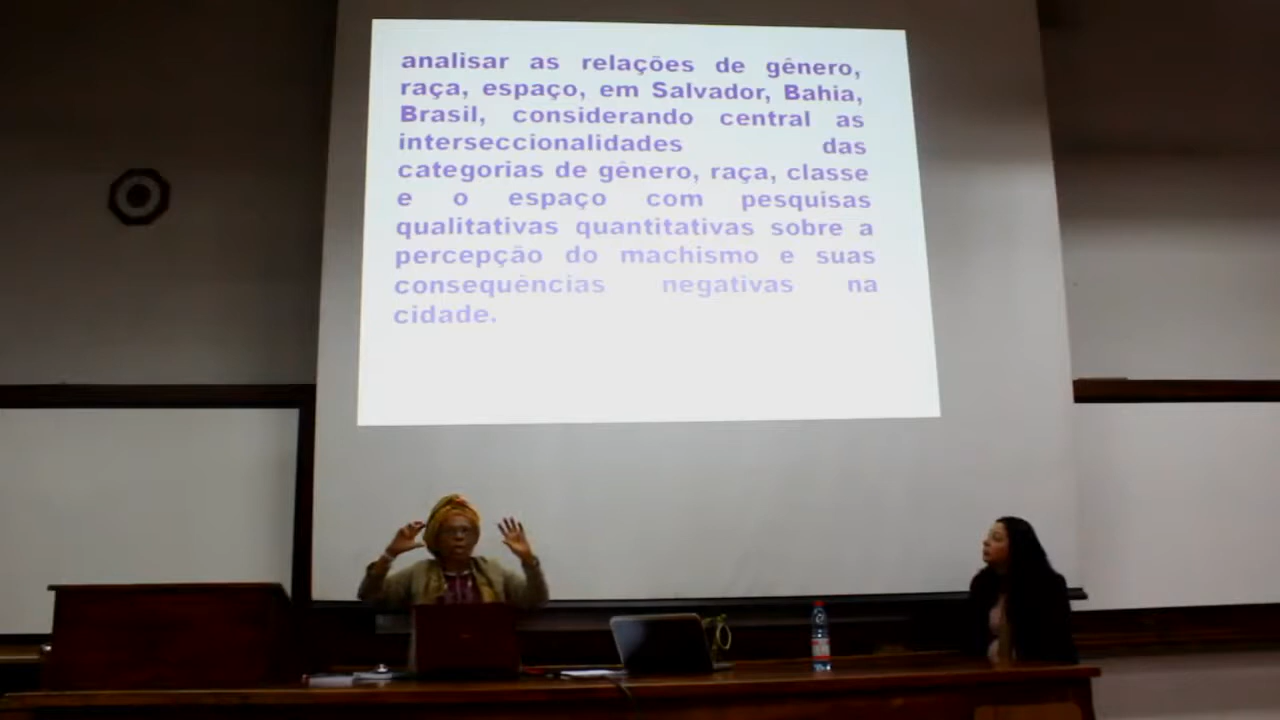 analisar as relações de gênero,
raça, espaço, em Salvador, Bahia,
Brasil, considerando central as
interseccionalidades das
categorias de gênero, raça, classe
e o espaço com pesquisas
qualitativas quantitativas sobre a
percepção do machismo e suas
consequências negativas na
cidade.